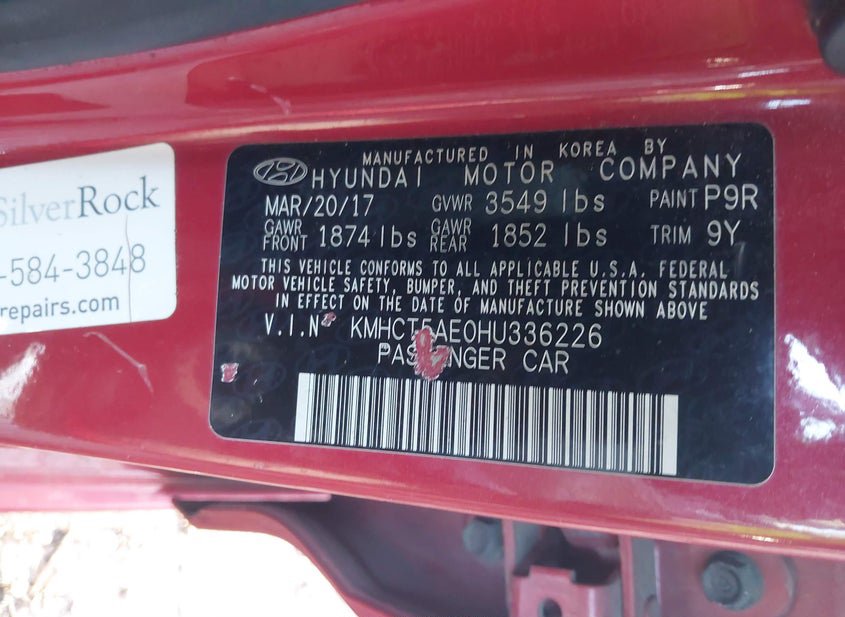 SilverRock
-584-3848
repairs.com
MANUFACTURED IN KOREA BY
HYUNDAI MOTOR COMPANY
MAR/20/17 GVWR 3549 lbs PAINT P9R
GAWR FRONT 1874 lbs GAWR REAR 1852 lbs TRIM 9Y
THIS VEHICLE CONFORMS TO ALL APPLICABLE U.S.A. FEDERAL
MOTOR VEHICLE SAFETY, BUMPER, AND THEFT PREVENTION STANDARDS
IN EFFECT ON THE DATE OF MANUFACTURE SHOWN ABOVE
V.I.N KMHCT5AE0HU336226
PASSENGER CAR